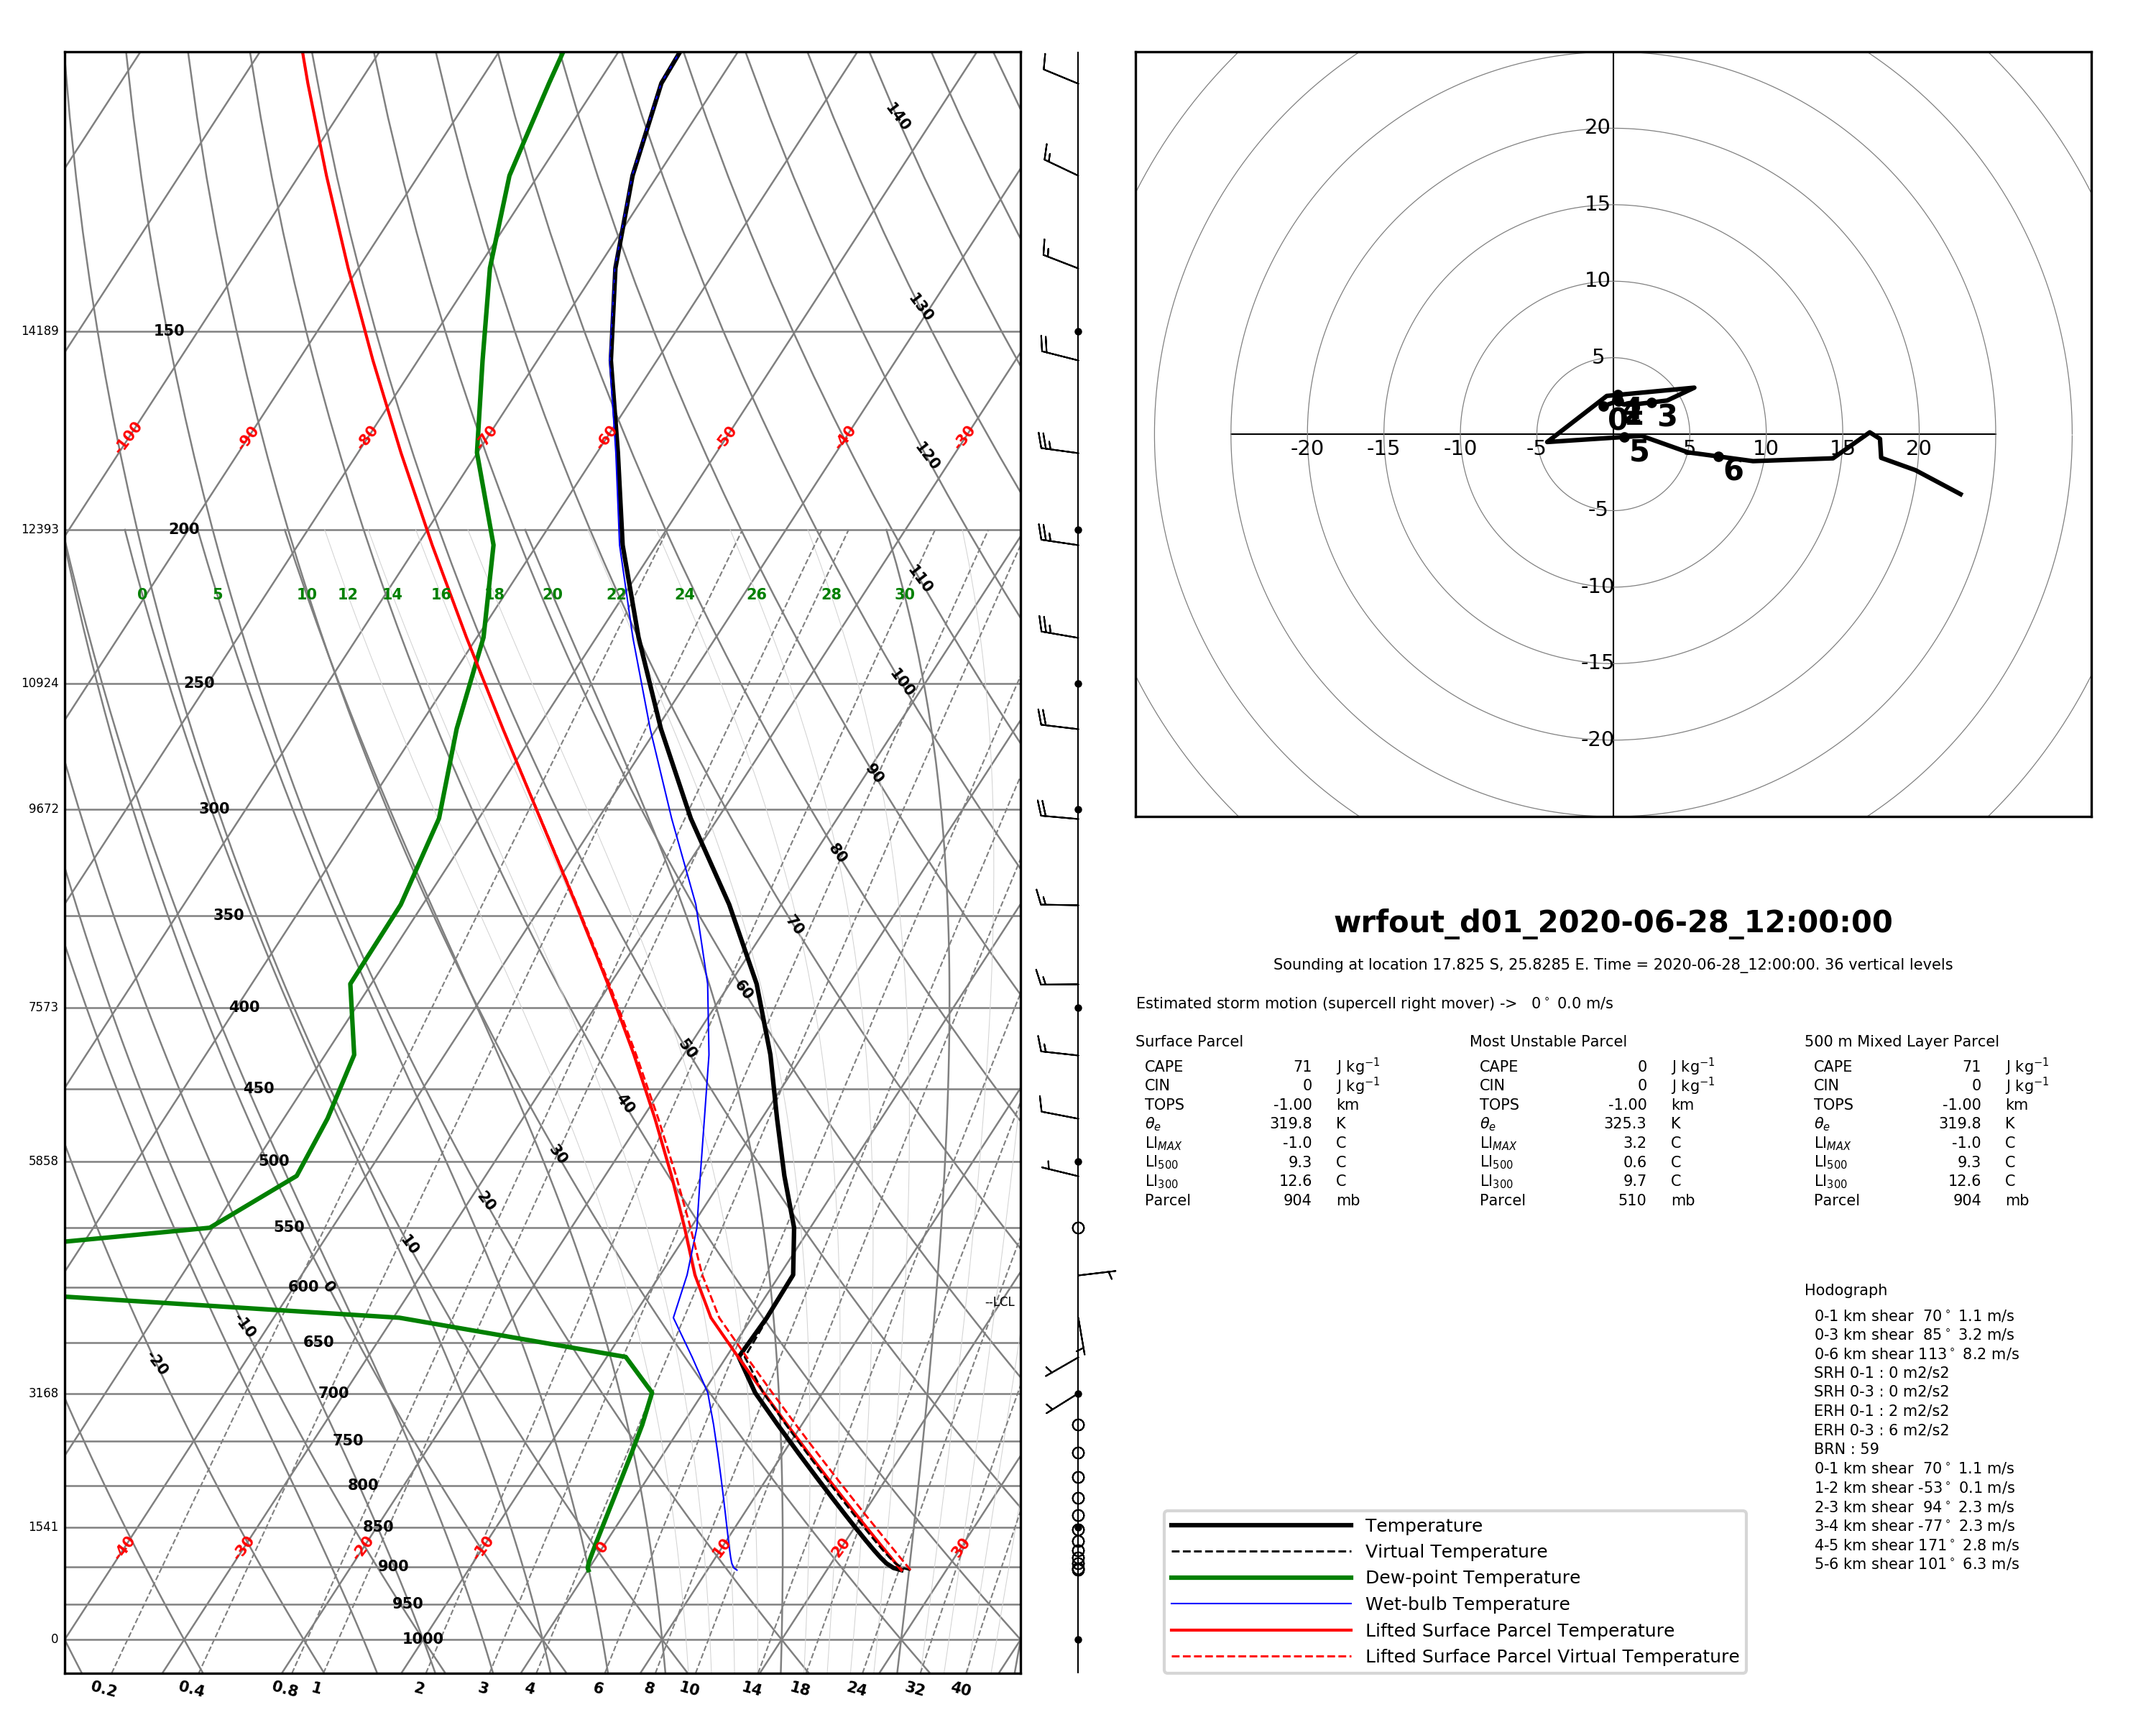 140
130
120
110
100
90
80
70
60
50
40
30
20
10
0
-10
-20
14189 150
-100 -90 -80 -70 -60 -50 -40 -30
12393 200
0 5 10 12 14 16 18 20 22 24 26 28 30
10924 250
9672 300
350
7573 400
450
5858 500
550
600
--LCL
650
3168 700
750
800
1541 850
-40 -30 -20 -10 0 10 20 30
900
950
0 1000
0.2 0.4 0.8 1 2 3 4 6 8 10 14 18 24 32 40
20
15
10
5
-20 -15 -10 -5 5 10 15 20
-5
-10
-15
-20
0 4 3
5
6
wrfout_d01_2020-06-28_12:00:00
Sounding at location 17.825 S, 25.8285 E. Time = 2020-06-28_12:00:00. 36 vertical levels
Estimated storm motion (supercell right mover) -> 0° 0.0 m/s
Surface Parcel
CAPE 71 J kg⁻¹
CIN 0 J kg⁻¹
TOPS -1.00 km
θₑ 319.8 K
LI_MAX -1.0 C
LI₅₀₀ 9.3 C
LI₃₀₀ 12.6 C
Parcel 904 mb
Most Unstable Parcel
CAPE 0 J kg⁻¹
CIN 0 J kg⁻¹
TOPS -1.00 km
θₑ 325.3 K
LI_MAX 3.2 C
LI₅₀₀ 0.6 C
LI₃₀₀ 9.7 C
Parcel 510 mb
500 m Mixed Layer Parcel
CAPE 71 J kg⁻¹
CIN 0 J kg⁻¹
TOPS -1.00 km
θₑ 319.8 K
LI_MAX -1.0 C
LI₅₀₀ 9.3 C
LI₃₀₀ 12.6 C
Parcel 904 mb
Hodograph
0-1 km shear 70° 1.1 m/s
0-3 km shear 85° 3.2 m/s
0-6 km shear 113° 8.2 m/s
SRH 0-1 : 0 m2/s2
SRH 0-3 : 0 m2/s2
ERH 0-1 : 2 m2/s2
ERH 0-3 : 6 m2/s2
BRN : 59
0-1 km shear 70° 1.1 m/s
1-2 km shear -53° 0.1 m/s
2-3 km shear 94° 2.3 m/s
3-4 km shear -77° 2.3 m/s
4-5 km shear 171° 2.8 m/s
5-6 km shear 101° 6.3 m/s
Temperature
Virtual Temperature
Dew-point Temperature
Wet-bulb Temperature
Lifted Surface Parcel Temperature
Lifted Surface Parcel Virtual Temperature